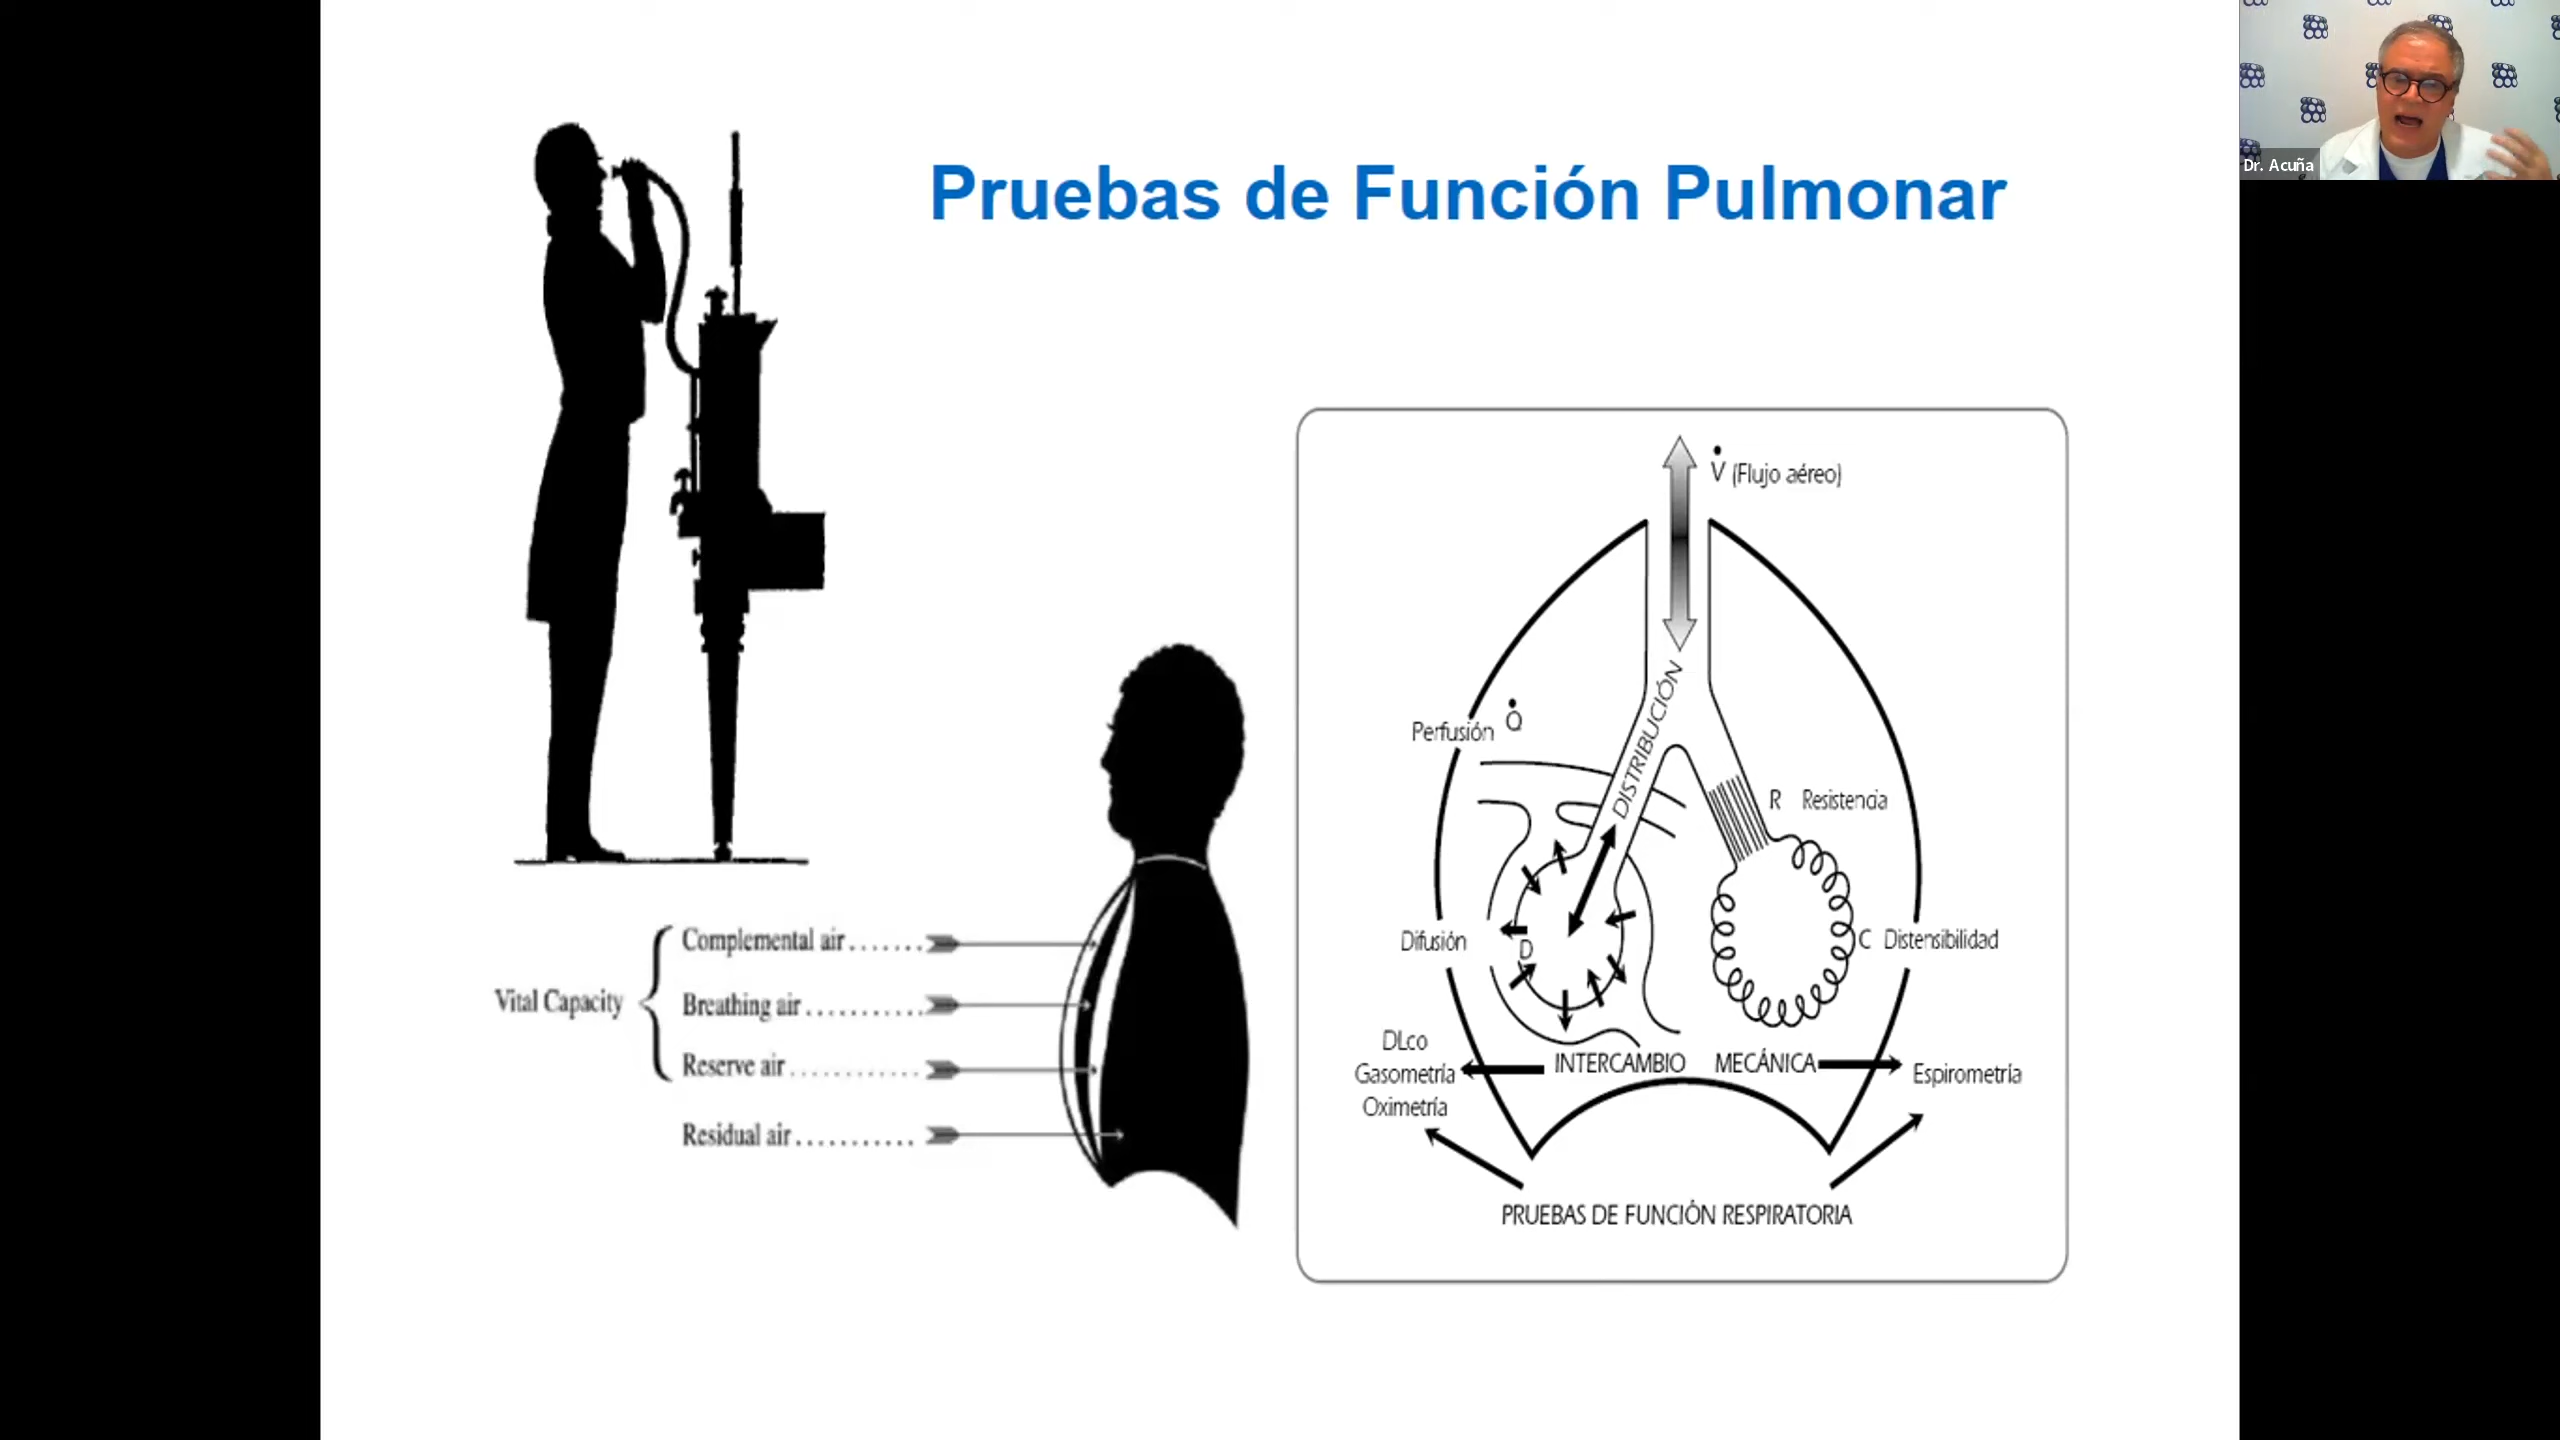 Pruebas de Función Pulmonar
Dr. Acuña
Vital Capacity
Complemental air.......
Breathing air...........
Reserve air............
Residual air...........
V̇ (Flujo aéreo)
DISTRIBUCIÓN
Perfusión Q̇
R Resistencia
Difusión
D
C Distensibilidad
DLco
Gasometría
Oximetría
INTERCAMBIO
MECÁNICA
Espirometría
PRUEBAS DE FUNCIÓN RESPIRATORIA